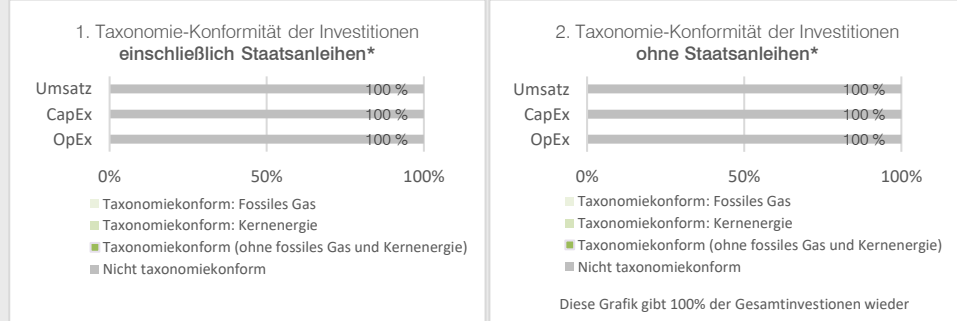 1. Taxonomie-Konformität der Investitionen
einschließlich Staatsanleihen*
Umsatz 100 %
CapEx 100 %
OpEx 100 %
0% 50% 100%
Taxonomiekonform: Fossiles Gas
Taxonomiekonform: Kernenergie
Taxonomiekonform (ohne fossiles Gas und Kernenergie)
Nicht taxonomiekonform
2. Taxonomie-Konformität der Investitionen
ohne Staatsanleihen*
Umsatz 100 %
CapEx 100 %
OpEx 100 %
0% 50% 100%
Taxonomiekonform: Fossiles Gas
Taxonomiekonform: Kernenergie
Taxonomiekonform (ohne fossiles Gas und Kernenergie)
Nicht taxonomiekonform
Diese Grafik gibt 100% der Gesamtinvestionen wieder